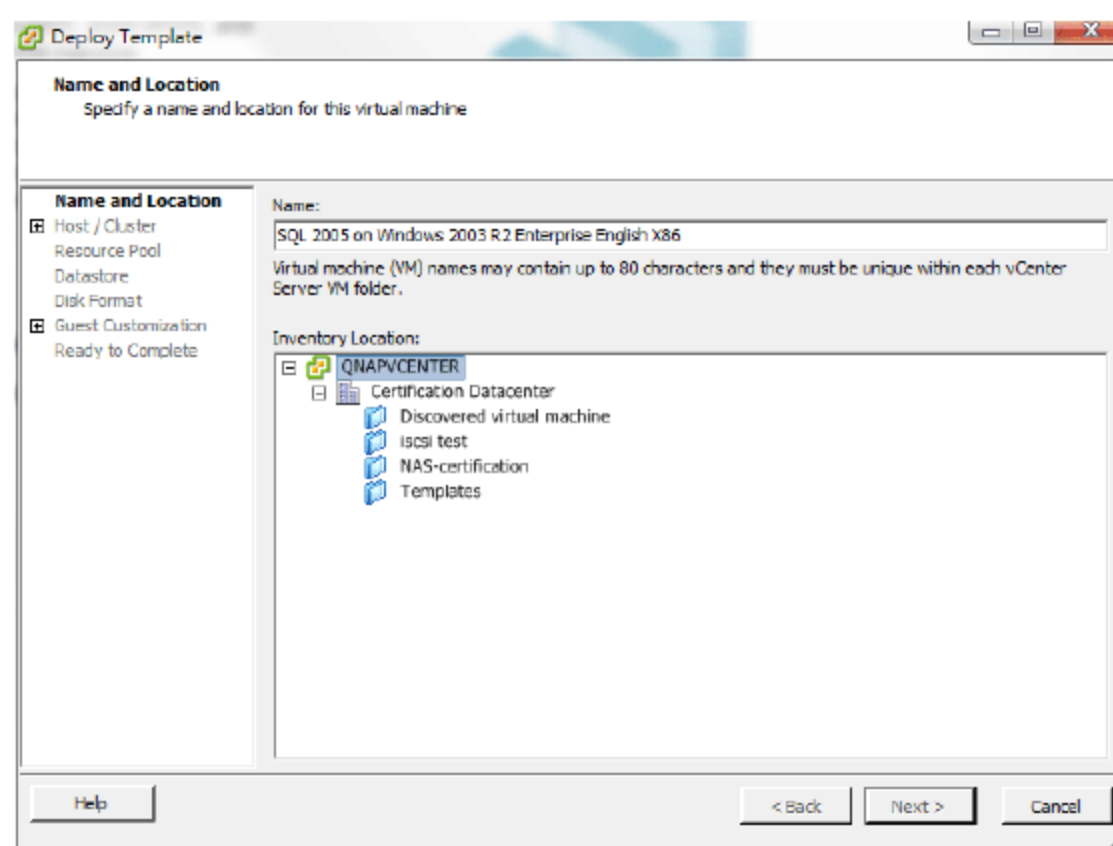 Deploy Template
Name and Location
Specify a name and location for this virtual machine
Name and Location
Host / Cluster
Resource Pool
Datastore
Disk Format
Guest Customization
Ready to Complete
Name:
SQL 2005 on Windows 2003 R2 Enterprise English X86
Virtual machine (VM) names may contain up to 80 characters and they must be unique within each vCenter
Server VM folder.
Inventory Location:
QNAPVCENTER
Certification Datacenter
Discovered virtual machine
iscsi test
NAS-certification
Templates
Help
< Back
Next >
Cancel